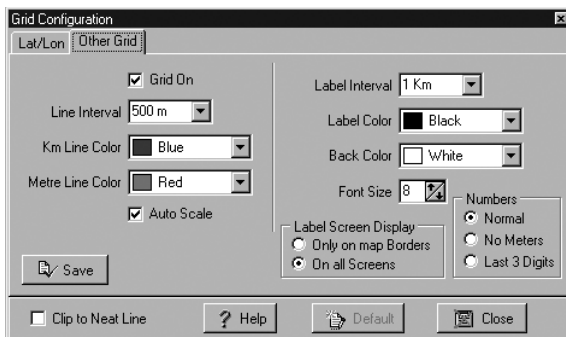 Grid Configuration
Lat/Lon
Other Grid
Grid On
Line Interval 500 m
Km Line Color Blue
Metre Line Color Red
Auto Scale
Save
Label Interval 1 Km
Label Color Black
Back Color White
Font Size 8
Label Screen Display
Only on map Borders
On all Screens
Numbers
Normal
No Meters
Last 3 Digits
Clip to Neat Line
? Help
Default
Close